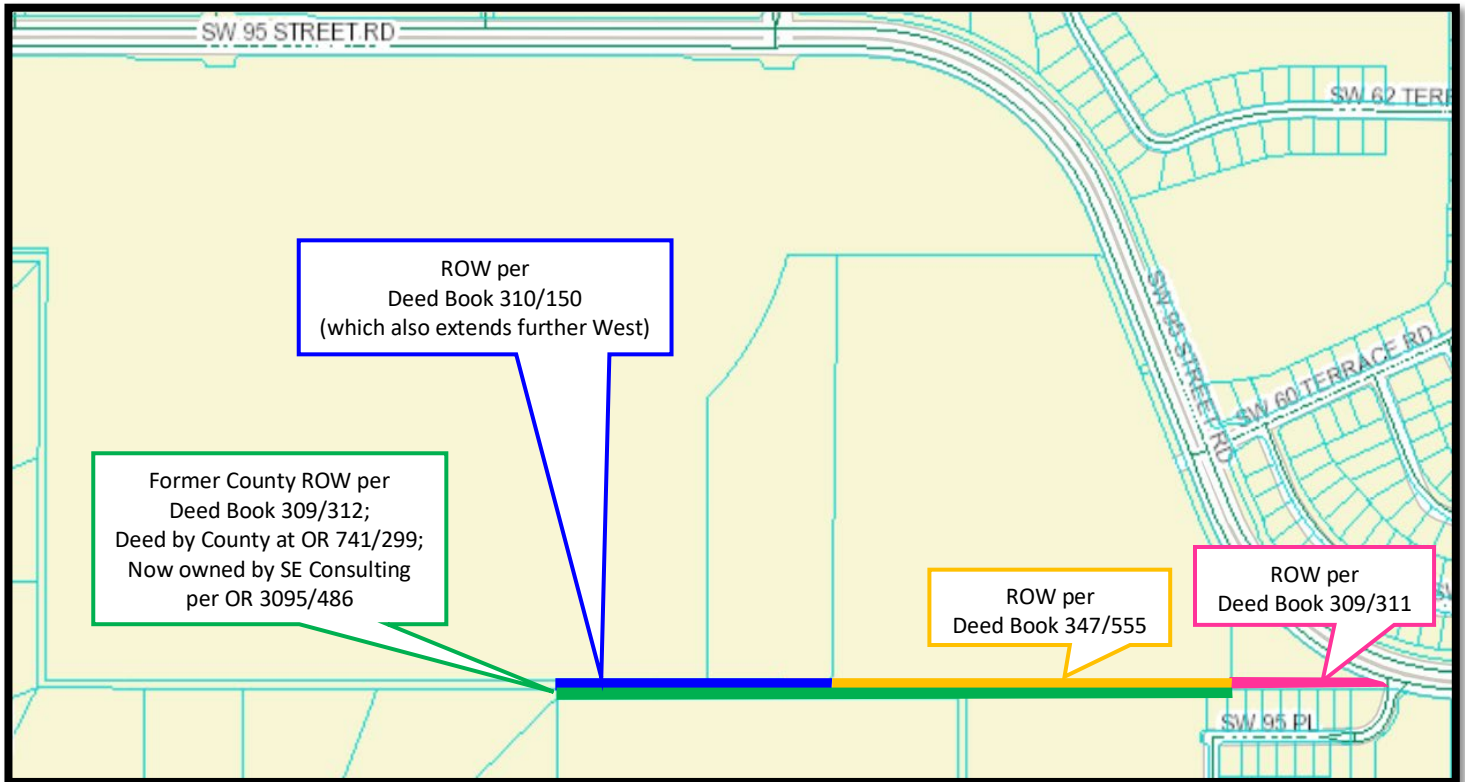 SW 95 STREET RD
SW 62 TERR
ROW per
Deed Book 310/150
(which also extends further West)
SW 95 STREET RD
SW 60 TERRACE RD
Former County ROW per
Deed Book 309/312;
Deed by County at OR 741/299;
Now owned by SE Consulting
per OR 3095/486
ROW per
Deed Book 347/555
ROW per
Deed Book 309/311
SW 95 PL